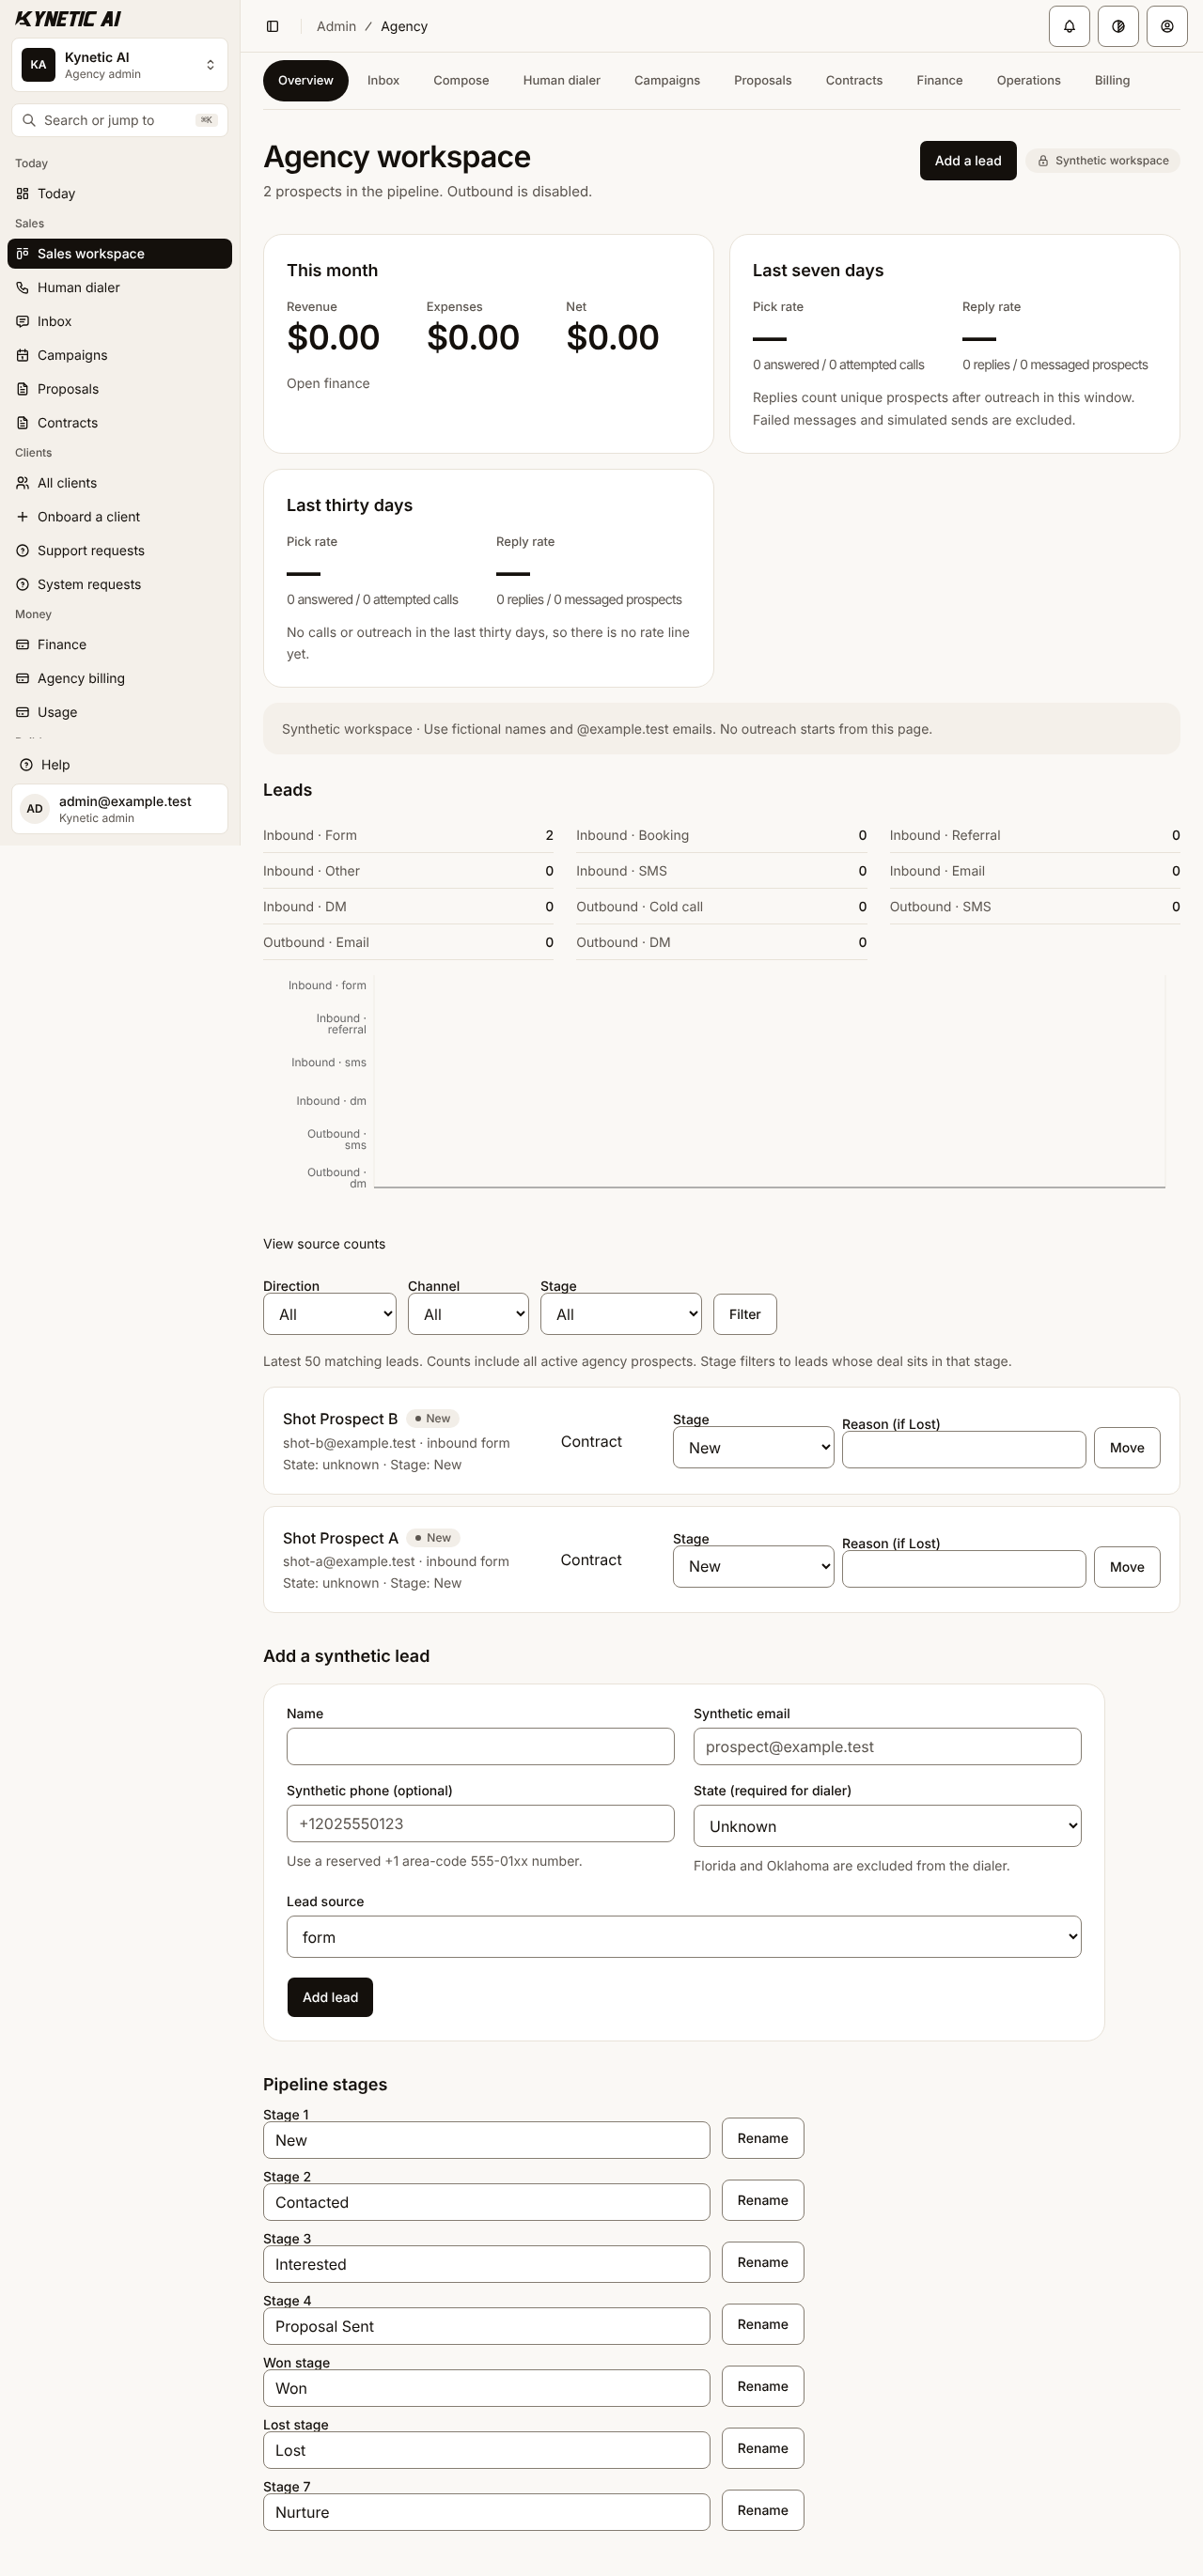 KYNETIC AI
KA
Kynetic AI
Agency admin
Search or jump to
⌘K
Today
Today
Sales
Sales workspace
Human dialer
Inbox
Campaigns
Proposals
Contracts
Clients
All clients
Onboard a client
Support requests
System requests
Money
Finance
Agency billing
Usage
Help
AD
admin@example.test
Kynetic admin
Admin / Agency
Overview
Inbox
Compose
Human dialer
Campaigns
Proposals
Contracts
Finance
Operations
Billing
Agency workspace
2 prospects in the pipeline. Outbound is disabled.
Add a lead
Synthetic workspace
This month
Revenue
Expenses
Net
$0.00
$0.00
$0.00
Open finance
Last seven days
Pick rate
Reply rate
—
—
0 answered / 0 attempted calls
0 replies / 0 messaged prospects
Replies count unique prospects after outreach in this window.
Failed messages and simulated sends are excluded.
Last thirty days
Pick rate
Reply rate
—
—
0 answered / 0 attempted calls
0 replies / 0 messaged prospects
No calls or outreach in the last thirty days, so there is no rate line
yet.
Synthetic workspace · Use fictional names and @example.test emails. No outreach starts from this page.
Leads
Inbound · Form 2
Inbound · Booking 0
Inbound · Referral 0
Inbound · Other 0
Inbound · SMS 0
Inbound · Email 0
Inbound · DM 0
Outbound · Cold call 0
Outbound · SMS 0
Outbound · Email 0
Outbound · DM 0
Inbound · form
Inbound ·
referral
Inbound · sms
Inbound · dm
Outbound ·
sms
Outbound ·
dm
View source counts
Direction
Channel
Stage
All
All
All
Filter
Latest 50 matching leads. Counts include all active agency prospects. Stage filters to leads whose deal sits in that stage.
Shot Prospect B
New
shot-b@example.test · inbound form
State: unknown · Stage: New
Contract
Stage
New
Reason (if Lost)
Move
Shot Prospect A
New
shot-a@example.test · inbound form
State: unknown · Stage: New
Contract
Stage
New
Reason (if Lost)
Move
Add a synthetic lead
Name
Synthetic email
prospect@example.test
Synthetic phone (optional)
State (required for dialer)
+12025550123
Unknown
Use a reserved +1 area-code 555-01xx number.
Florida and Oklahoma are excluded from the dialer.
Lead source
form
Add lead
Pipeline stages
Stage 1
New
Rename
Stage 2
Contacted
Rename
Stage 3
Interested
Rename
Stage 4
Proposal Sent
Rename
Won stage
Won
Rename
Lost stage
Lost
Rename
Stage 7
Nurture
Rename